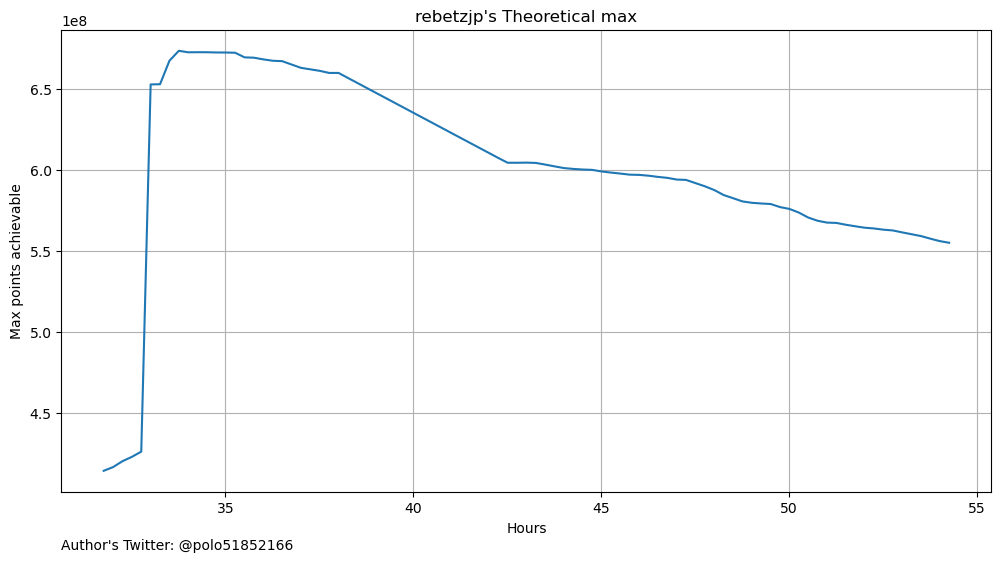 rebetzjp's Theoretical max
1e8
6.5
6.0
5.5
5.0
4.5
Max points achievable
35 40 45 50 55
Hours
Author's Twitter: @polo51852166